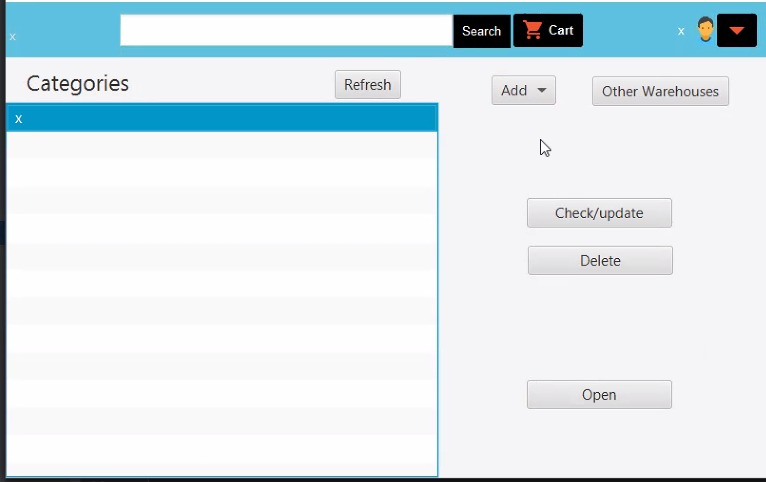 x
Search
Cart
x
Categories
Refresh
Add
Other Warehouses
x
Check/update
Delete
Open